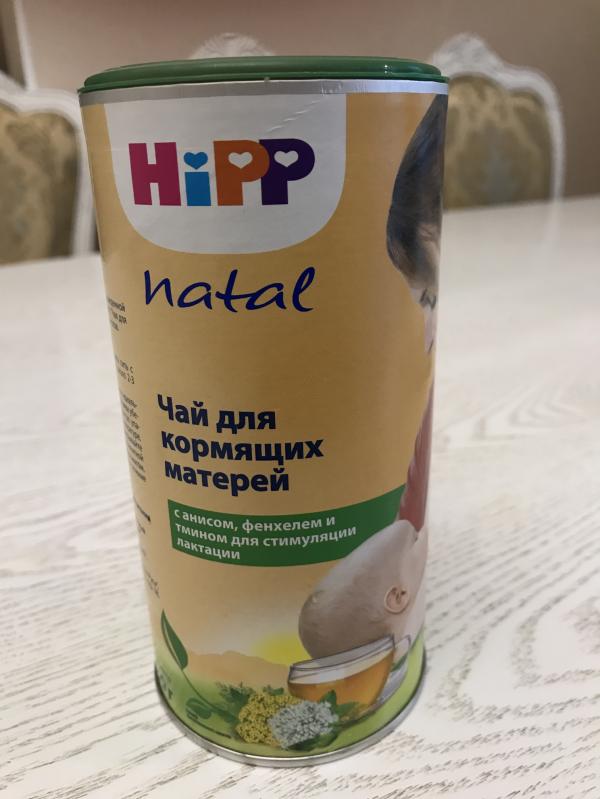 HiPP
natal
Чай для
кормящих
матерей
с анисом, фенхелем и
тмином для стимуляции
лактации